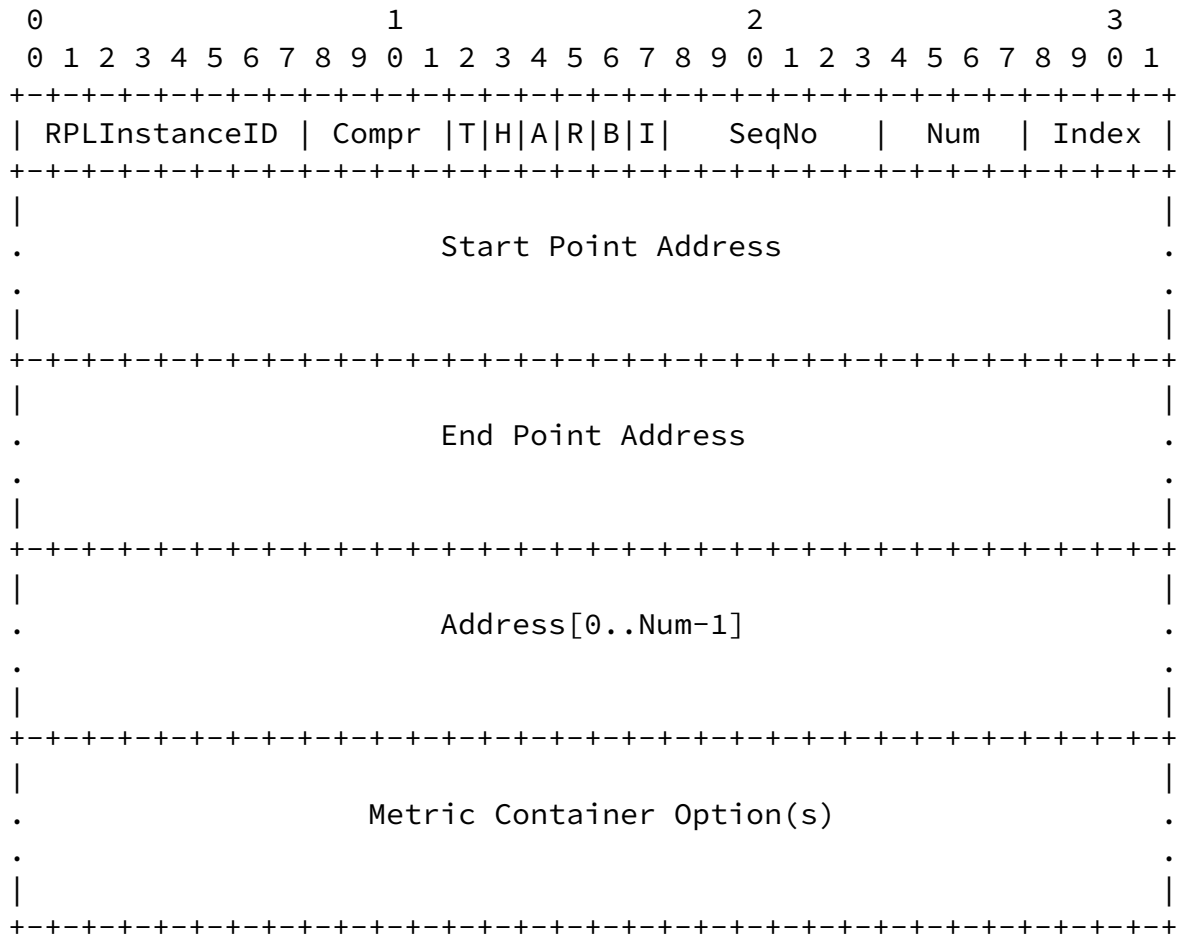 0                   1                   2                   3
 0 1 2 3 4 5 6 7 8 9 0 1 2 3 4 5 6 7 8 9 0 1 2 3 4 5 6 7 8 9 0 1
+-+-+-+-+-+-+-+-+-+-+-+-+-+-+-+-+-+-+-+-+-+-+-+-+-+-+-+-+-+-+-+-+
| RPLInstanceID | Compr |T|H|A|R|B|I|   SeqNo   |  Num  | Index |
+-+-+-+-+-+-+-+-+-+-+-+-+-+-+-+-+-+-+-+-+-+-+-+-+-+-+-+-+-+-+-+-+
|                                                               |
.                       Start Point Address                     .
.                                                               .
|                                                               |
+-+-+-+-+-+-+-+-+-+-+-+-+-+-+-+-+-+-+-+-+-+-+-+-+-+-+-+-+-+-+-+-+
|                                                               |
.                       End Point Address                       .
.                                                               .
|                                                               |
+-+-+-+-+-+-+-+-+-+-+-+-+-+-+-+-+-+-+-+-+-+-+-+-+-+-+-+-+-+-+-+-+
|                                                               |
.                       Address[0..Num-1]                       .
.                                                               .
|                                                               |
+-+-+-+-+-+-+-+-+-+-+-+-+-+-+-+-+-+-+-+-+-+-+-+-+-+-+-+-+-+-+-+-+
|                                                               |
.                   Metric Container Option(s)                  .
.                                                               .
|                                                               |
+-+-+-+-+-+-+-+-+-+-+-+-+-+-+-+-+-+-+-+-+-+-+-+-+-+-+-+-+-+-+-+-+